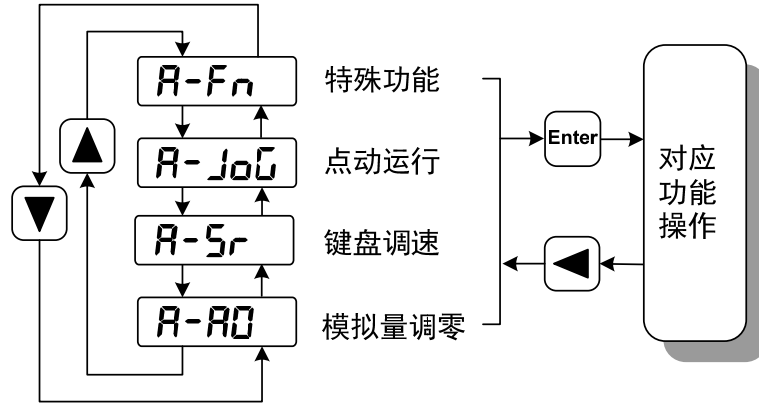 A-Fn 特殊功能
A-JoG 点动运行
A-Sr 键盘调速
A-A0 模拟量调零
Enter
对应
功能
操作